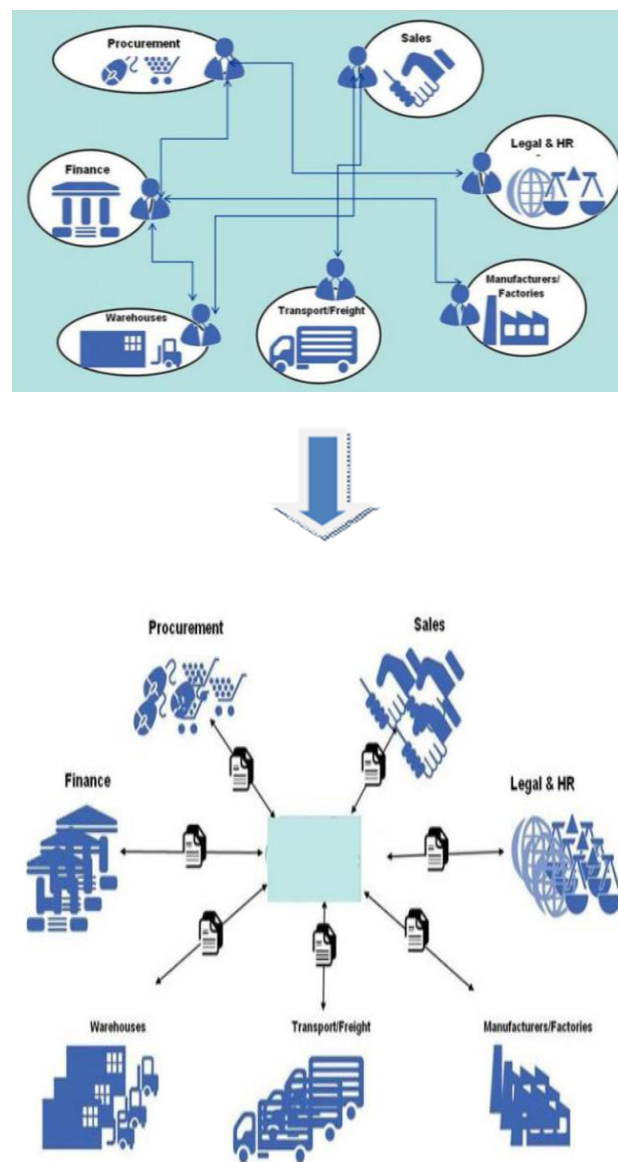 Procurement
Sales
Legal & HR
Finance
Manufacturers/
Factories
Warehouses
Transport/Freight
Procurement
Sales
Finance
Legal & HR
Warehouses
Transport/Freight
Manufacturers/Factories